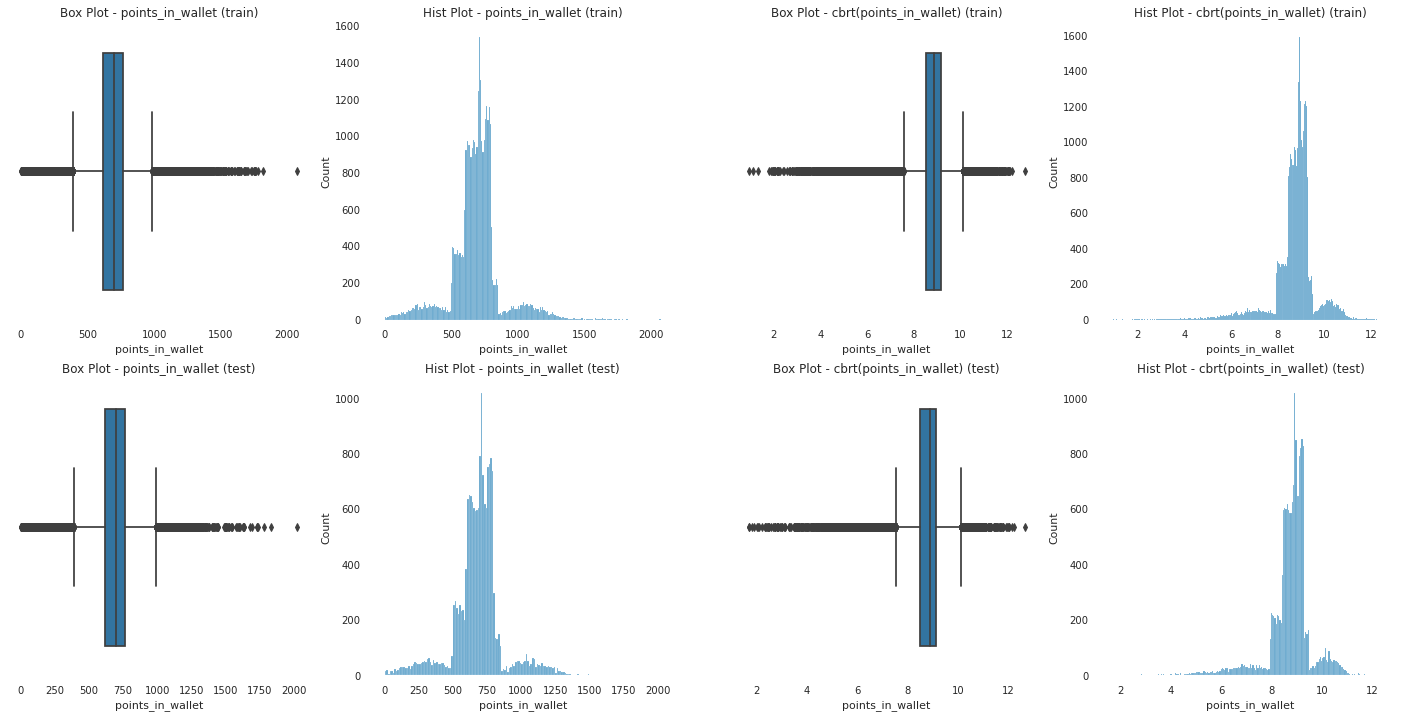 Box Plot - points_in_wallet (train)
Hist Plot - points_in_wallet (train)
Box Plot - cbrt(points_in_wallet) (train)
Hist Plot - cbrt(points_in_wallet) (train)
0 500 1000 1500 2000
points_in_wallet
1600
1400
1200
1000
800
600
400
200
0
Count
0 500 1000 1500 2000
points_in_wallet
2 4 6 8 10 12
points_in_wallet
1600
1400
1200
1000
800
600
400
200
0
Count
2 4 6 8 10 12
points_in_wallet
Box Plot - points_in_wallet (test)
Hist Plot - points_in_wallet (test)
Box Plot - cbrt(points_in_wallet) (test)
Hist Plot - cbrt(points_in_wallet) (test)
0 250 500 750 1000 1250 1500 1750 2000
points_in_wallet
1000
800
600
400
200
0
Count
0 250 500 750 1000 1250 1500 1750 2000
points_in_wallet
2 4 6 8 10 12
points_in_wallet
1000
800
600
400
200
0
Count
2 4 6 8 10 12
points_in_wallet